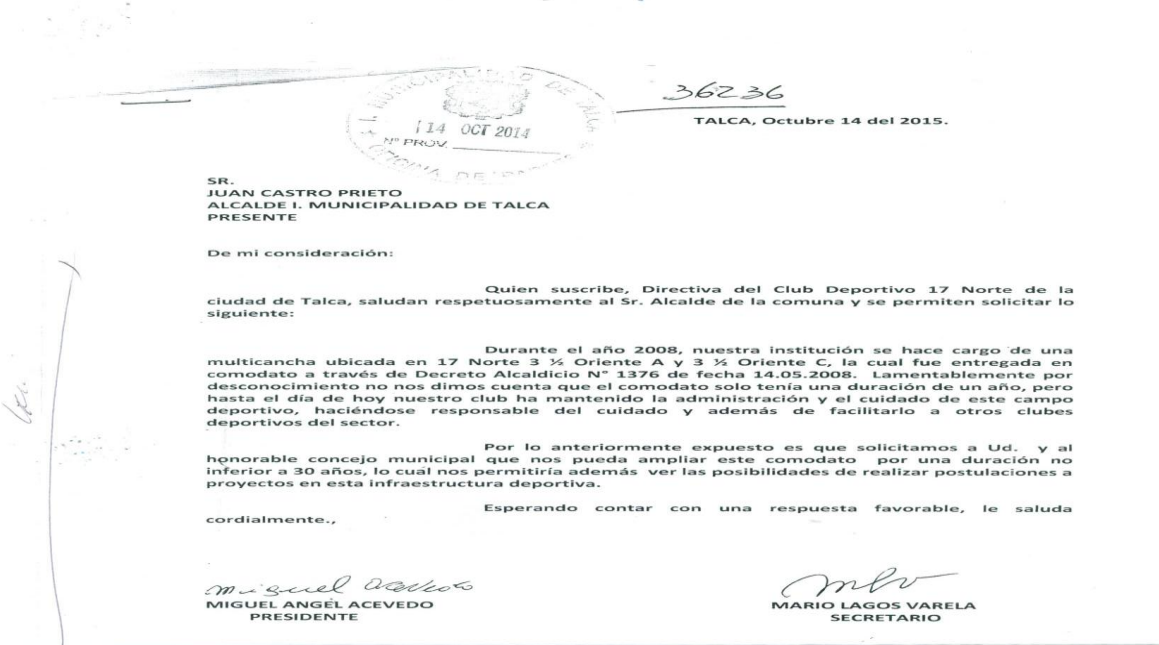 I. MUNICIPALIDAD DE TALCA
14 OCT 2014
Nº PROV.
OFICINA DE
36236
TALCA, Octubre 14 del 2015.
SR.
JUAN CASTRO PRIETO
ALCALDE I. MUNICIPALIDAD DE TALCA
PRESENTE
De mi consideración:
Quien suscribe, Directiva del Club Deportivo 17 Norte de la
ciudad de Talca, saludan respetuosamente al Sr. Alcalde de la comuna y se permiten solicitar lo
siguiente:
Durante el año 2008, nuestra institución se hace cargo de una
multicancha ubicada en 17 Norte 3 ½ Oriente A y 3 ½ Oriente C, la cual fue entregada en
comodato a través de Decreto Alcaldicio N° 1376 de fecha 14.05.2008. Lamentablemente por
desconocimiento no nos dimos cuenta que el comodato solo tenía una duración de un año, pero
hasta el día de hoy nuestro club ha mantenido la administración y el cuidado de este campo
deportivo, haciéndose responsable del cuidado y además de facilitarlo a otros clubes
deportivos del sector.
Por lo anteriormente expuesto es que solicitamos a Ud. y al
honorable concejo municipal que nos pueda ampliar este comodato por una duración no
inferior a 30 años, lo cuál nos permitiría además ver las posibilidades de realizar postulaciones a
proyectos en esta infraestructura deportiva.
Esperando contar con una respuesta favorable, le saluda
cordialmente.,
Miguel Acevedo
MIGUEL ANGEL ACEVEDO
PRESIDENTE
MARIO LAGOS VARELA
SECRETARIO